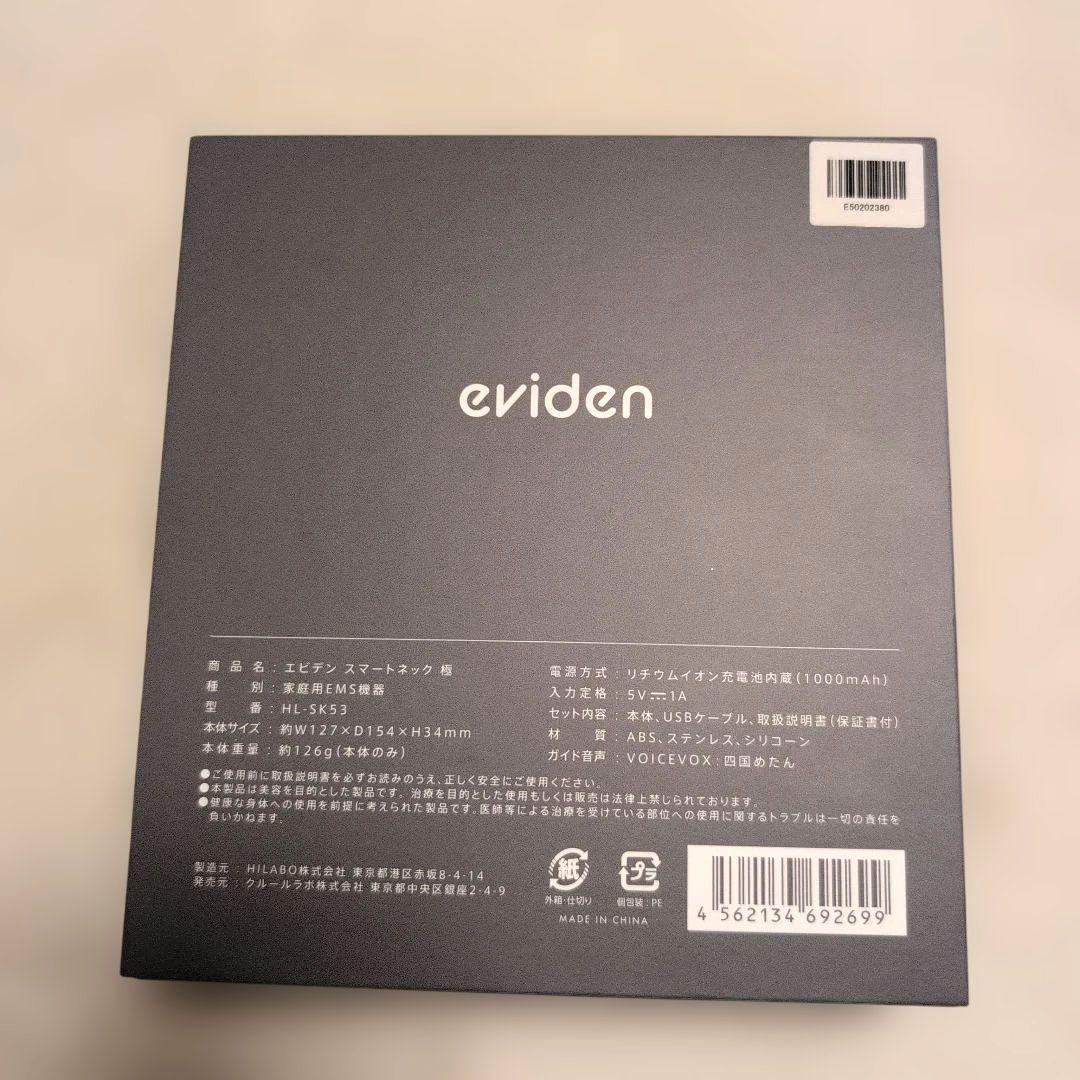 E50202380
eviden
商品名：エビデン スマートネック 極
種別：家庭用EMS機器
型番：HL-SK53
本体サイズ：約W127×D154×H34mm
本体重量：約126g(本体のみ)
電源方式：リチウムイオン充電池内蔵(1000mAh)
入力定格：5V⎓1A
セット内容：本体、USBケーブル、取扱説明書(保証書付)
材質：ABS、ステンレス、シリコーン
ガイド音声：VOICEVOX：四国めたん
●ご使用前に取扱説明書を必ずお読みのうえ、正しく安全にご使用ください。
●本製品は美容を目的とした製品です。治療を目的とした使用もしくは販売は法律上禁じられております。
●健康な身体への使用を前提に考えられた製品です。医師等による治療を受けている部位への使用に関するトラブルは一切の責任を
負いかねます。
製造元：HILABO株式会社 東京都港区赤坂8-4-14
発売元：クルールラボ株式会社 東京都中央区銀座2-4-9
紙
外箱・仕切り
プラ
個包装：PE
MADE IN CHINA
4 562134 692699